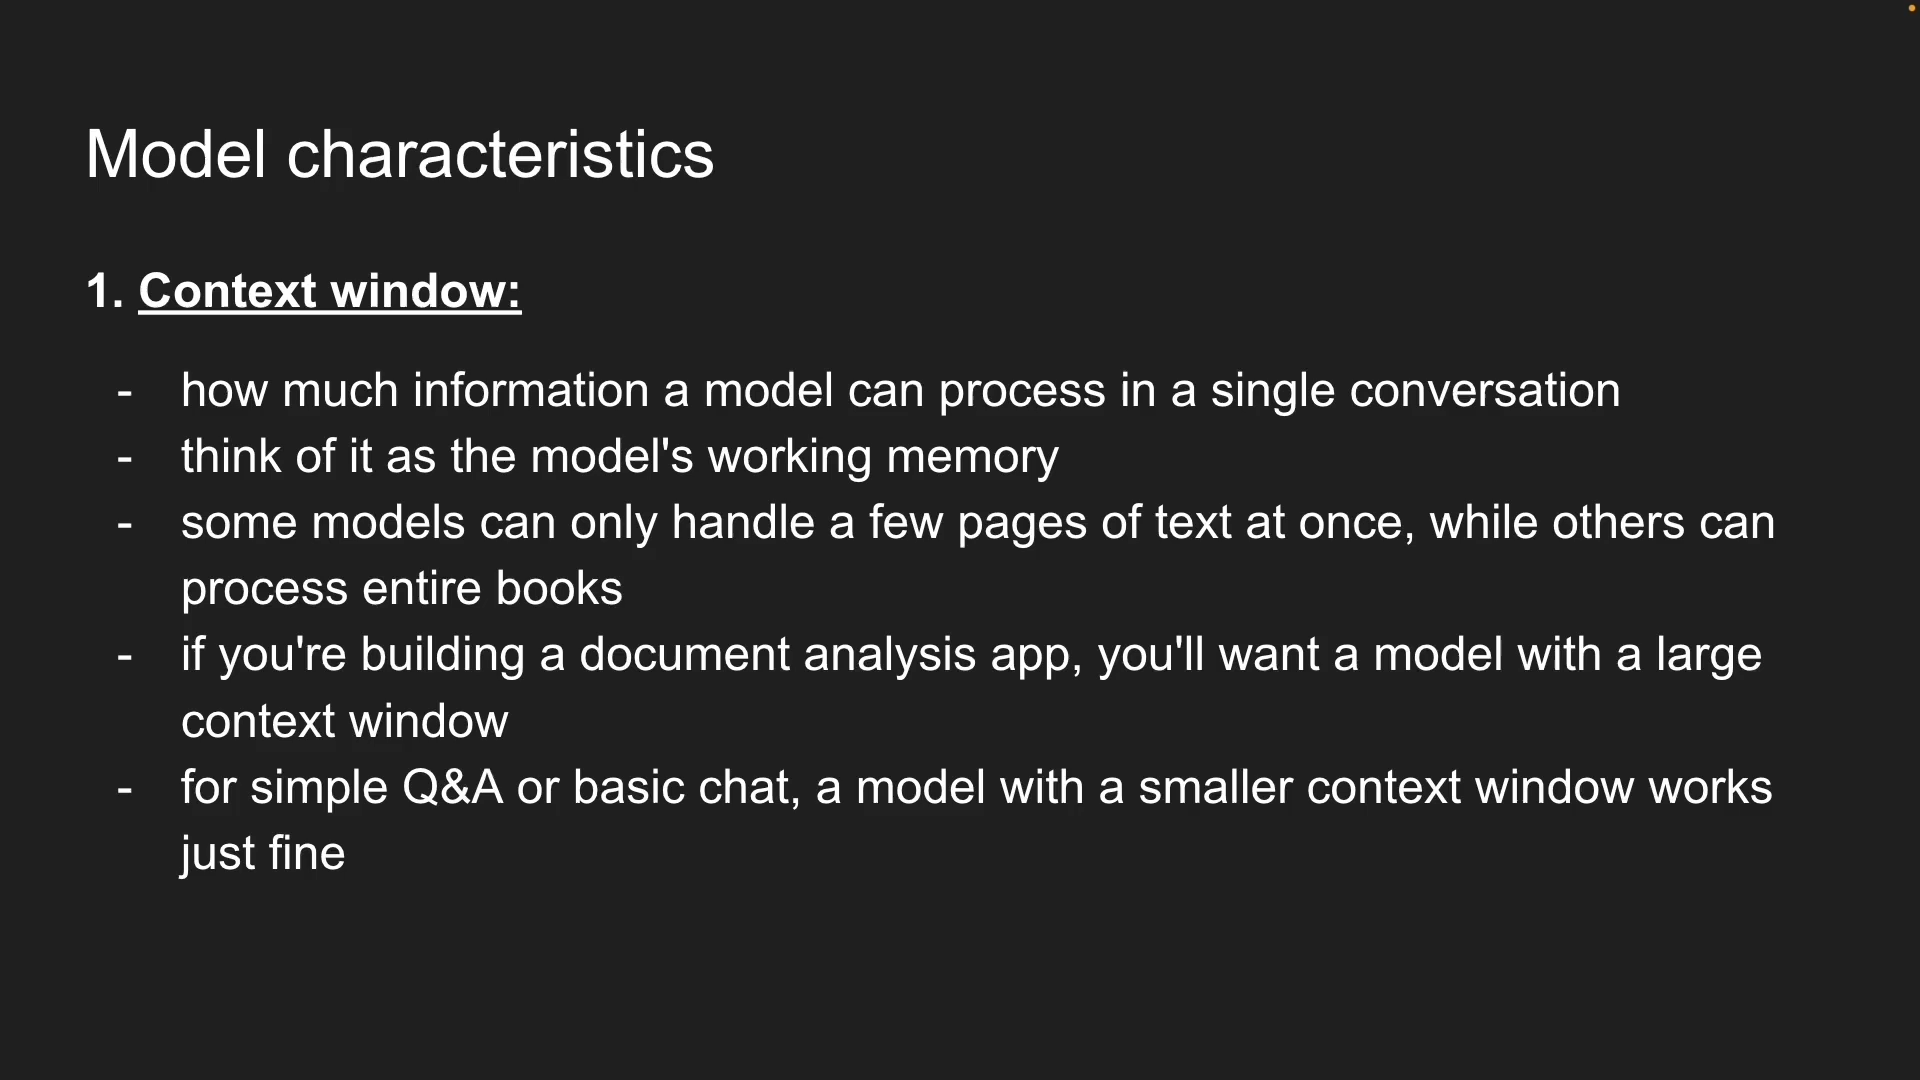 Model characteristics
1. Context window:
- how much information a model can process in a single conversation
- think of it as the model's working memory
- some models can only handle a few pages of text at once, while others can
process entire books
- if you're building a document analysis app, you'll want a model with a large
context window
- for simple Q&A or basic chat, a model with a smaller context window works
just fine